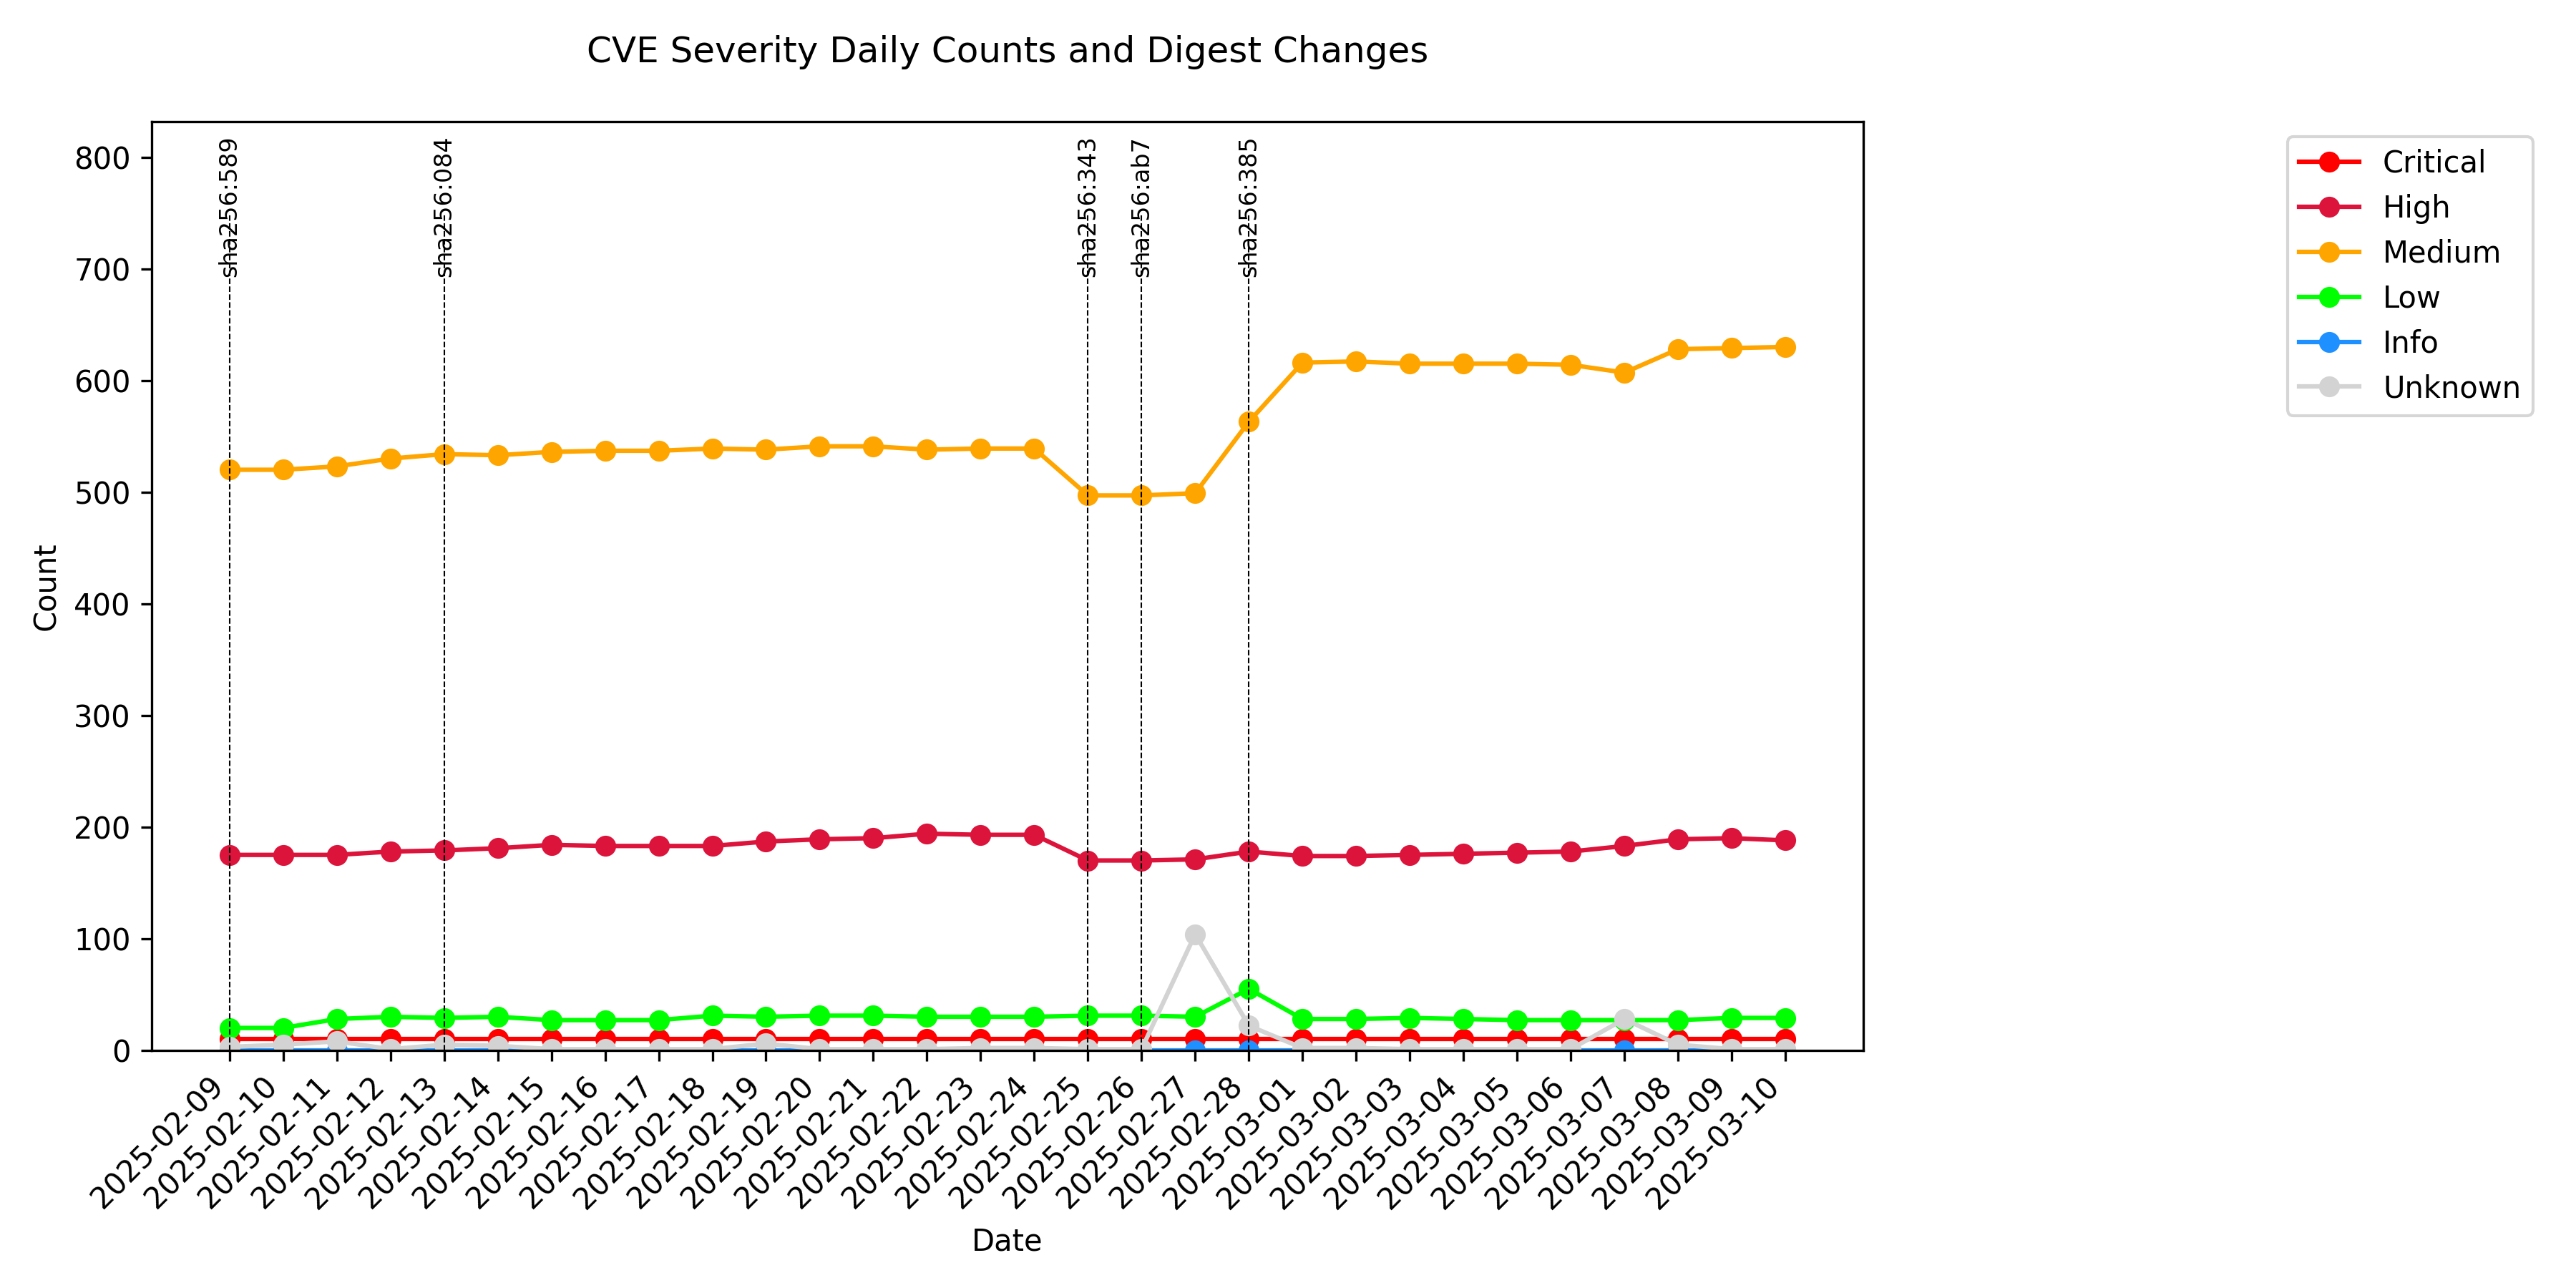 CVE Severity Daily Counts and Digest Changes
sha256:589
sha256:084
sha256:343
sha256:ab7
sha256:385
Critical
High
Medium
Low
Info
Unknown
800
700
600
500
400
300
200
100
0
Count
2025-02-09
2025-02-10
2025-02-11
2025-02-12
2025-02-13
2025-02-14
2025-02-15
2025-02-16
2025-02-17
2025-02-18
2025-02-19
2025-02-20
2025-02-21
2025-02-22
2025-02-23
2025-02-24
2025-02-25
2025-02-26
2025-02-27
2025-02-28
2025-03-01
2025-03-02
2025-03-03
2025-03-04
2025-03-05
2025-03-06
2025-03-07
2025-03-08
2025-03-09
2025-03-10
Date